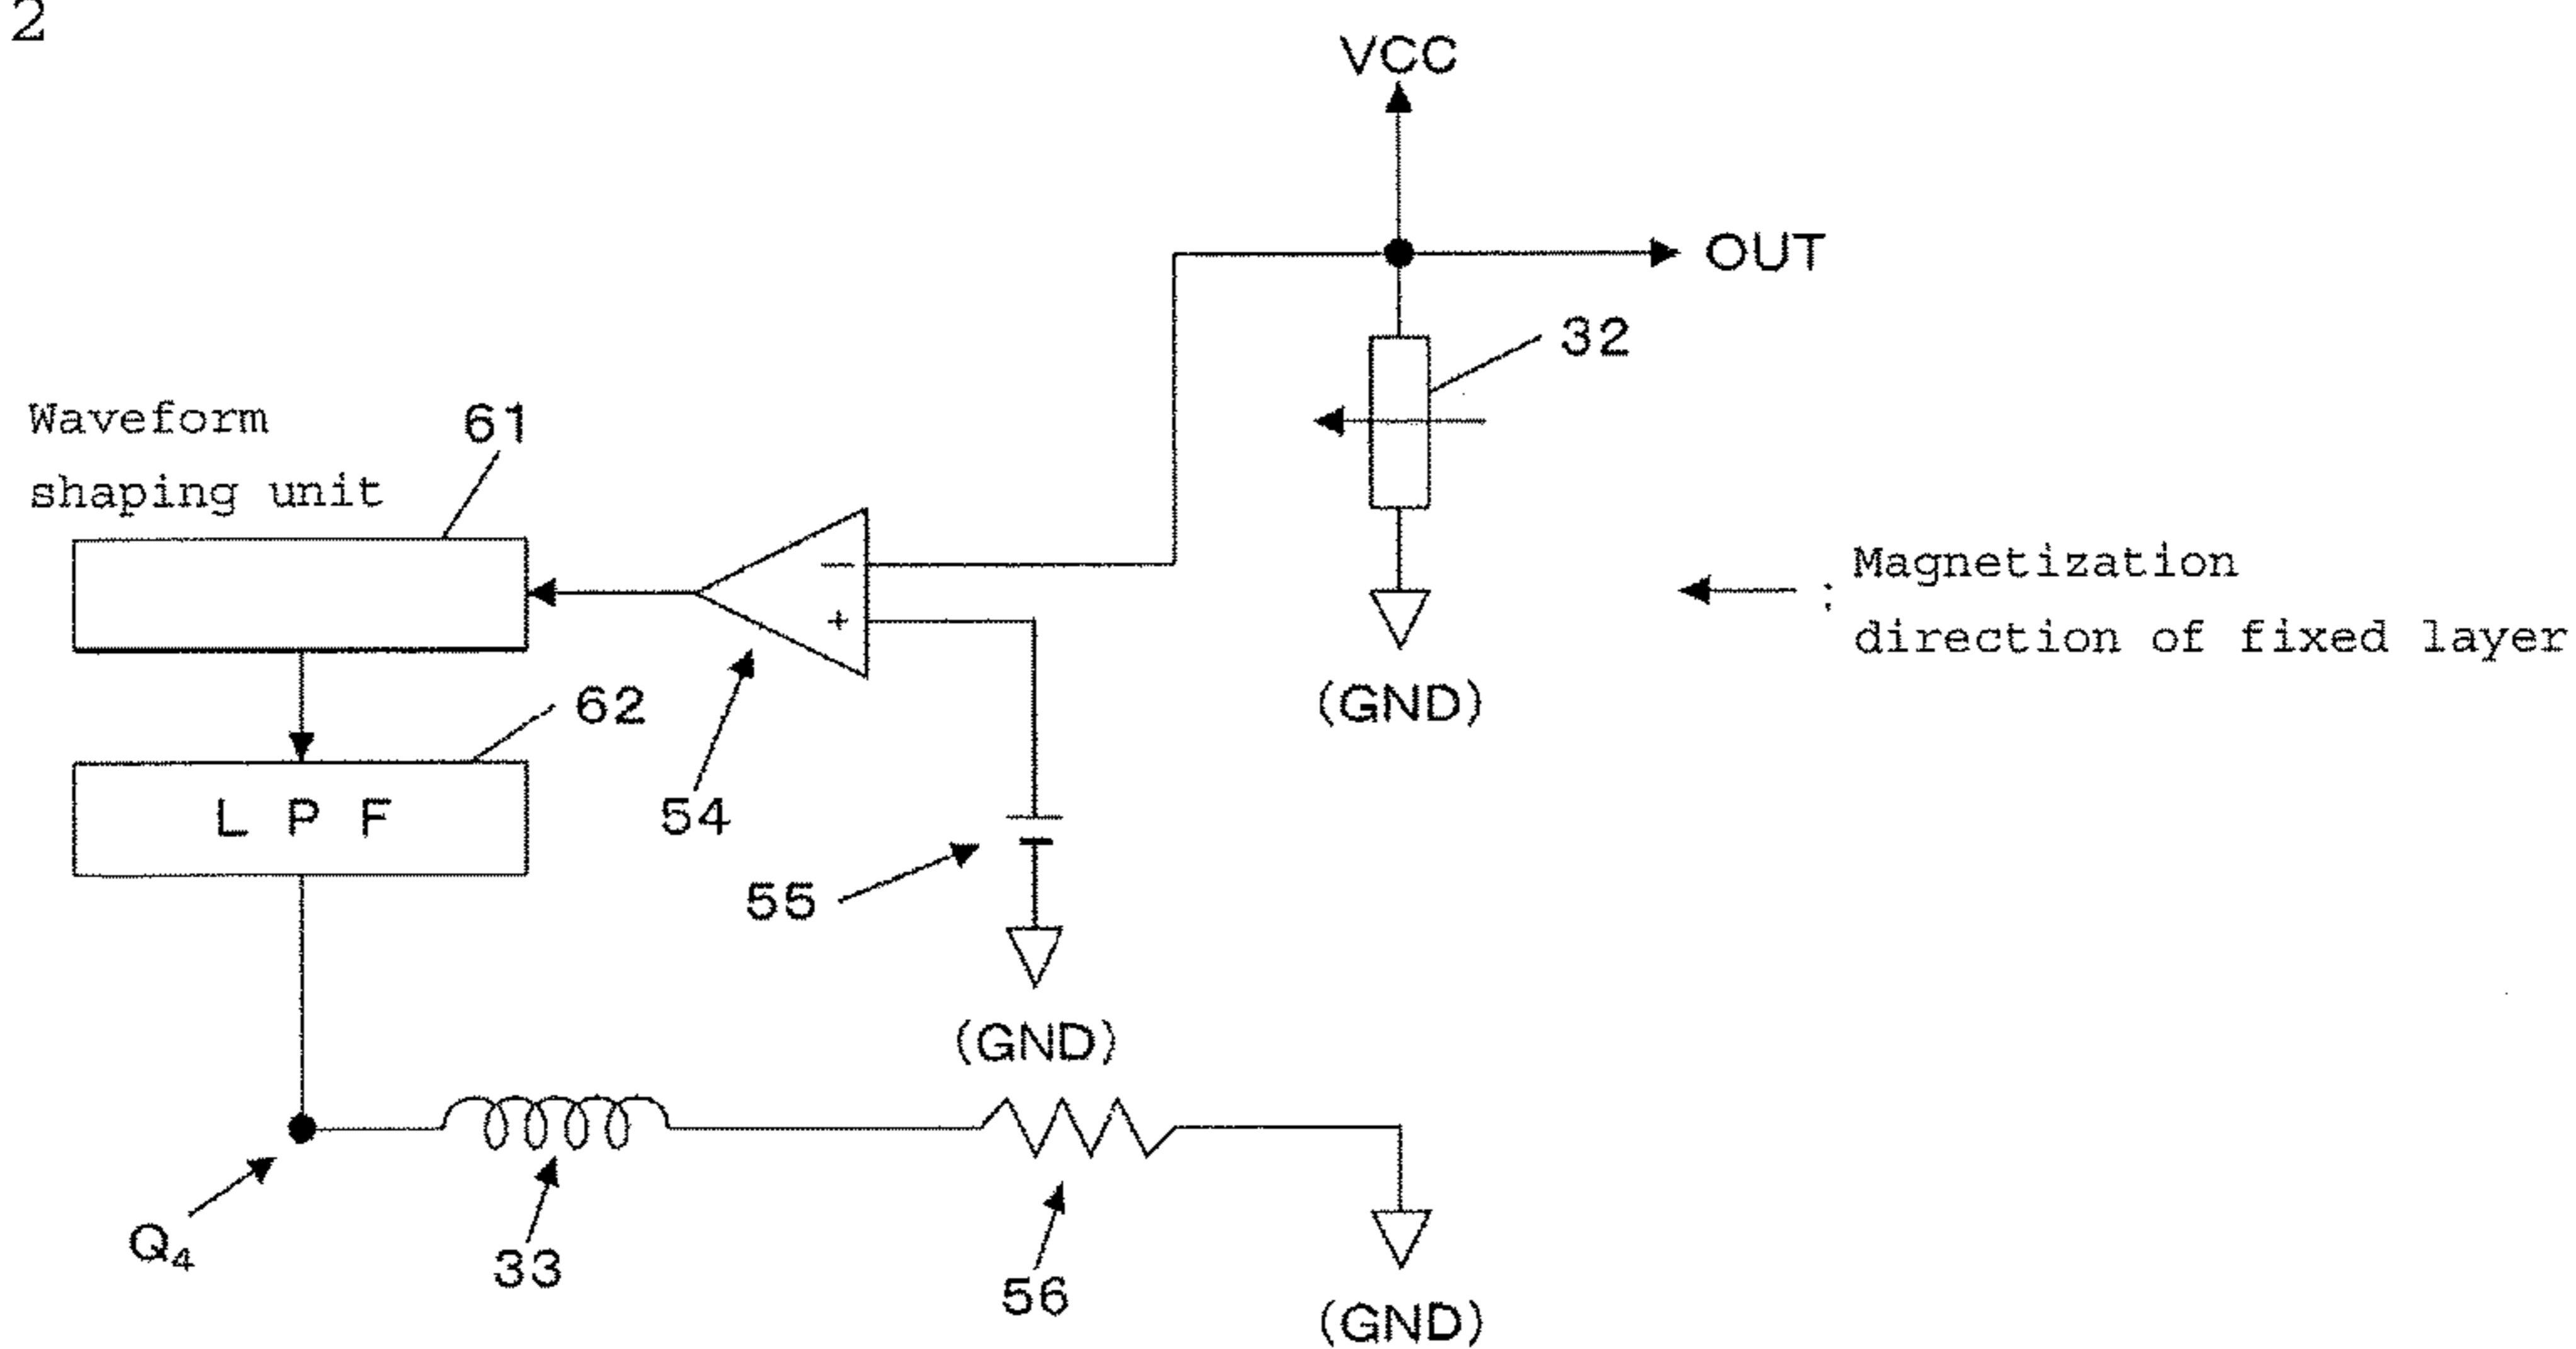 2
VCC
OUT
32
Waveform
shaping unit
61
−
+
Magnetization
: direction of fixed layer
(GND)
62
L P F
54
55
(GND)
Q4
33
56
(GND)